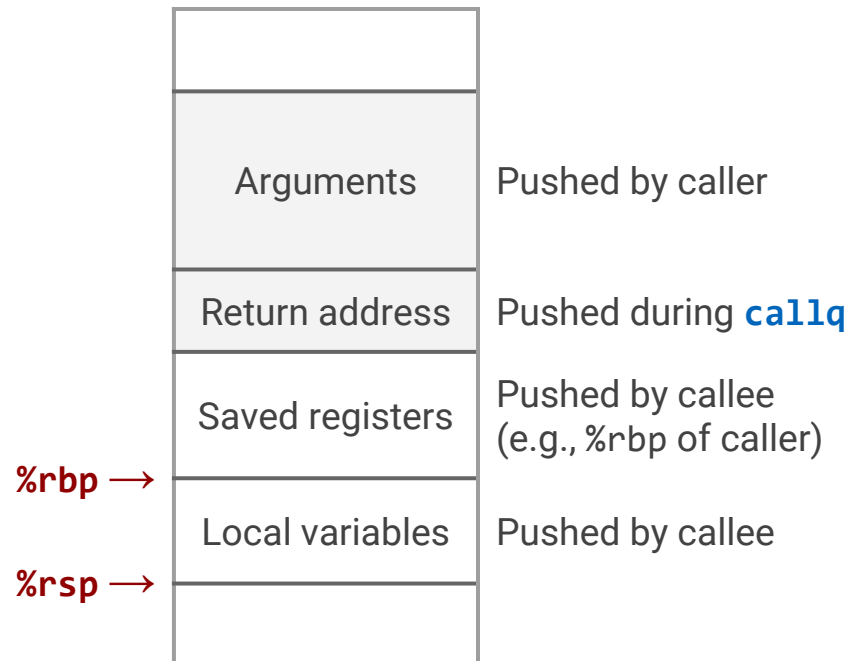 Arguments
Pushed by caller
Return address
Pushed during callq
Saved registers
Pushed by callee
(e.g., %rbp of caller)
%rbp →
Local variables
Pushed by callee
%rsp →